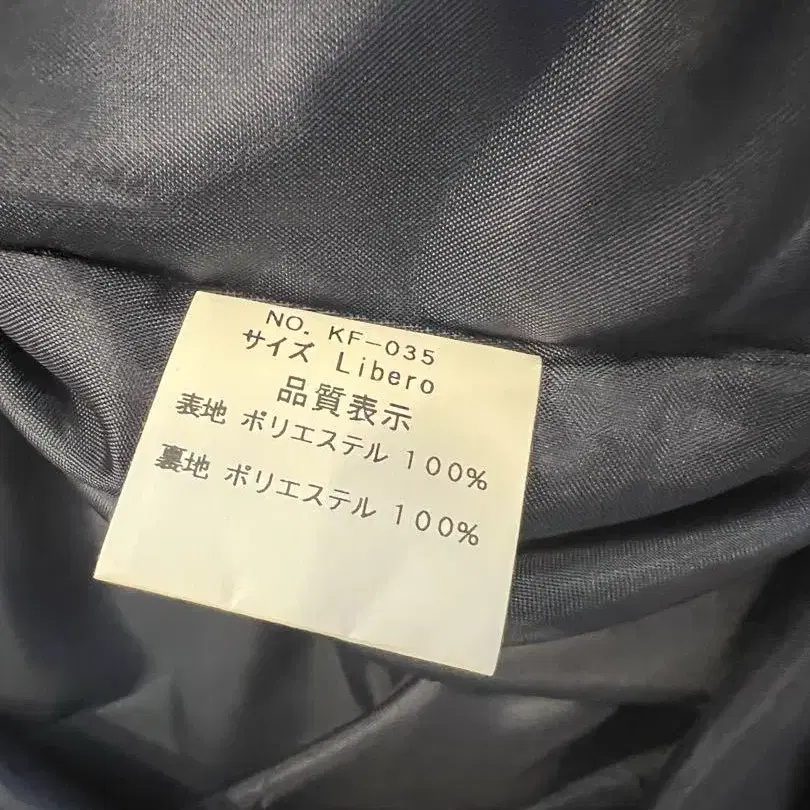 NO. KF-035
サイズ Libero
品質表示
表地 ポリエステル 100%
裏地 ポリエステル 100%